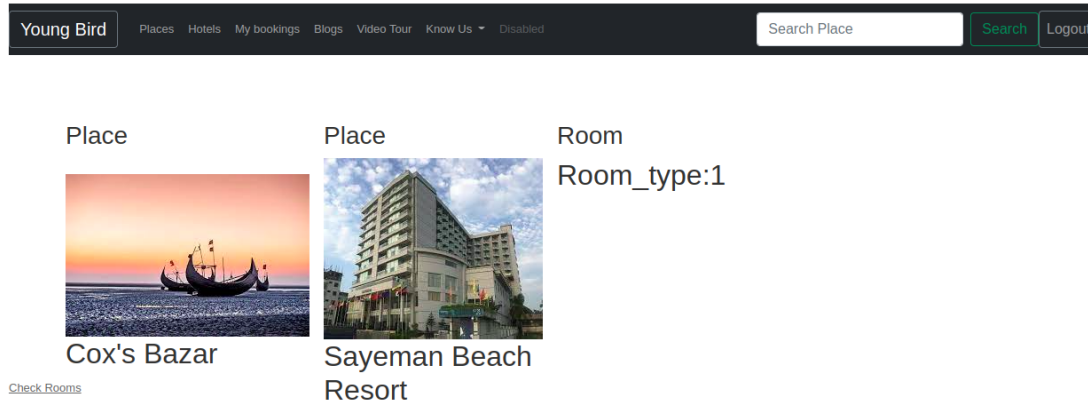 Young Bird Places Hotels My bookings Blogs Video Tour Know Us Disabled Search Place Search Logout
Place Place Room
Room_type:1
Cox's Bazar
Sayeman Beach
Resort
Check Rooms